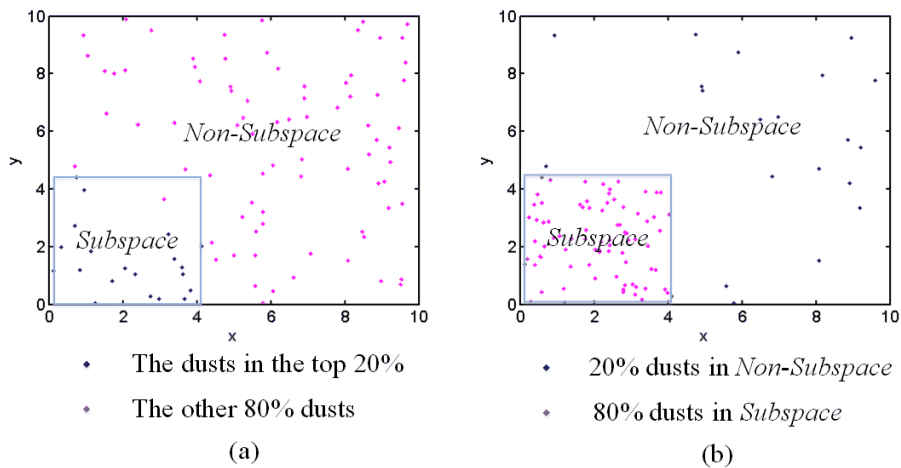 10
8
6
4
2
0
y
0
2
4
6
8
10
x
Non-Subspace
Subspace
The dusts in the top 20%
The other 80% dusts
(a)
10
8
6
4
2
0
y
0
2
4
6
8
10
x
Non-Subspace
Subspace
20% dusts in Non-Subspace
80% dusts in Subspace
(b)